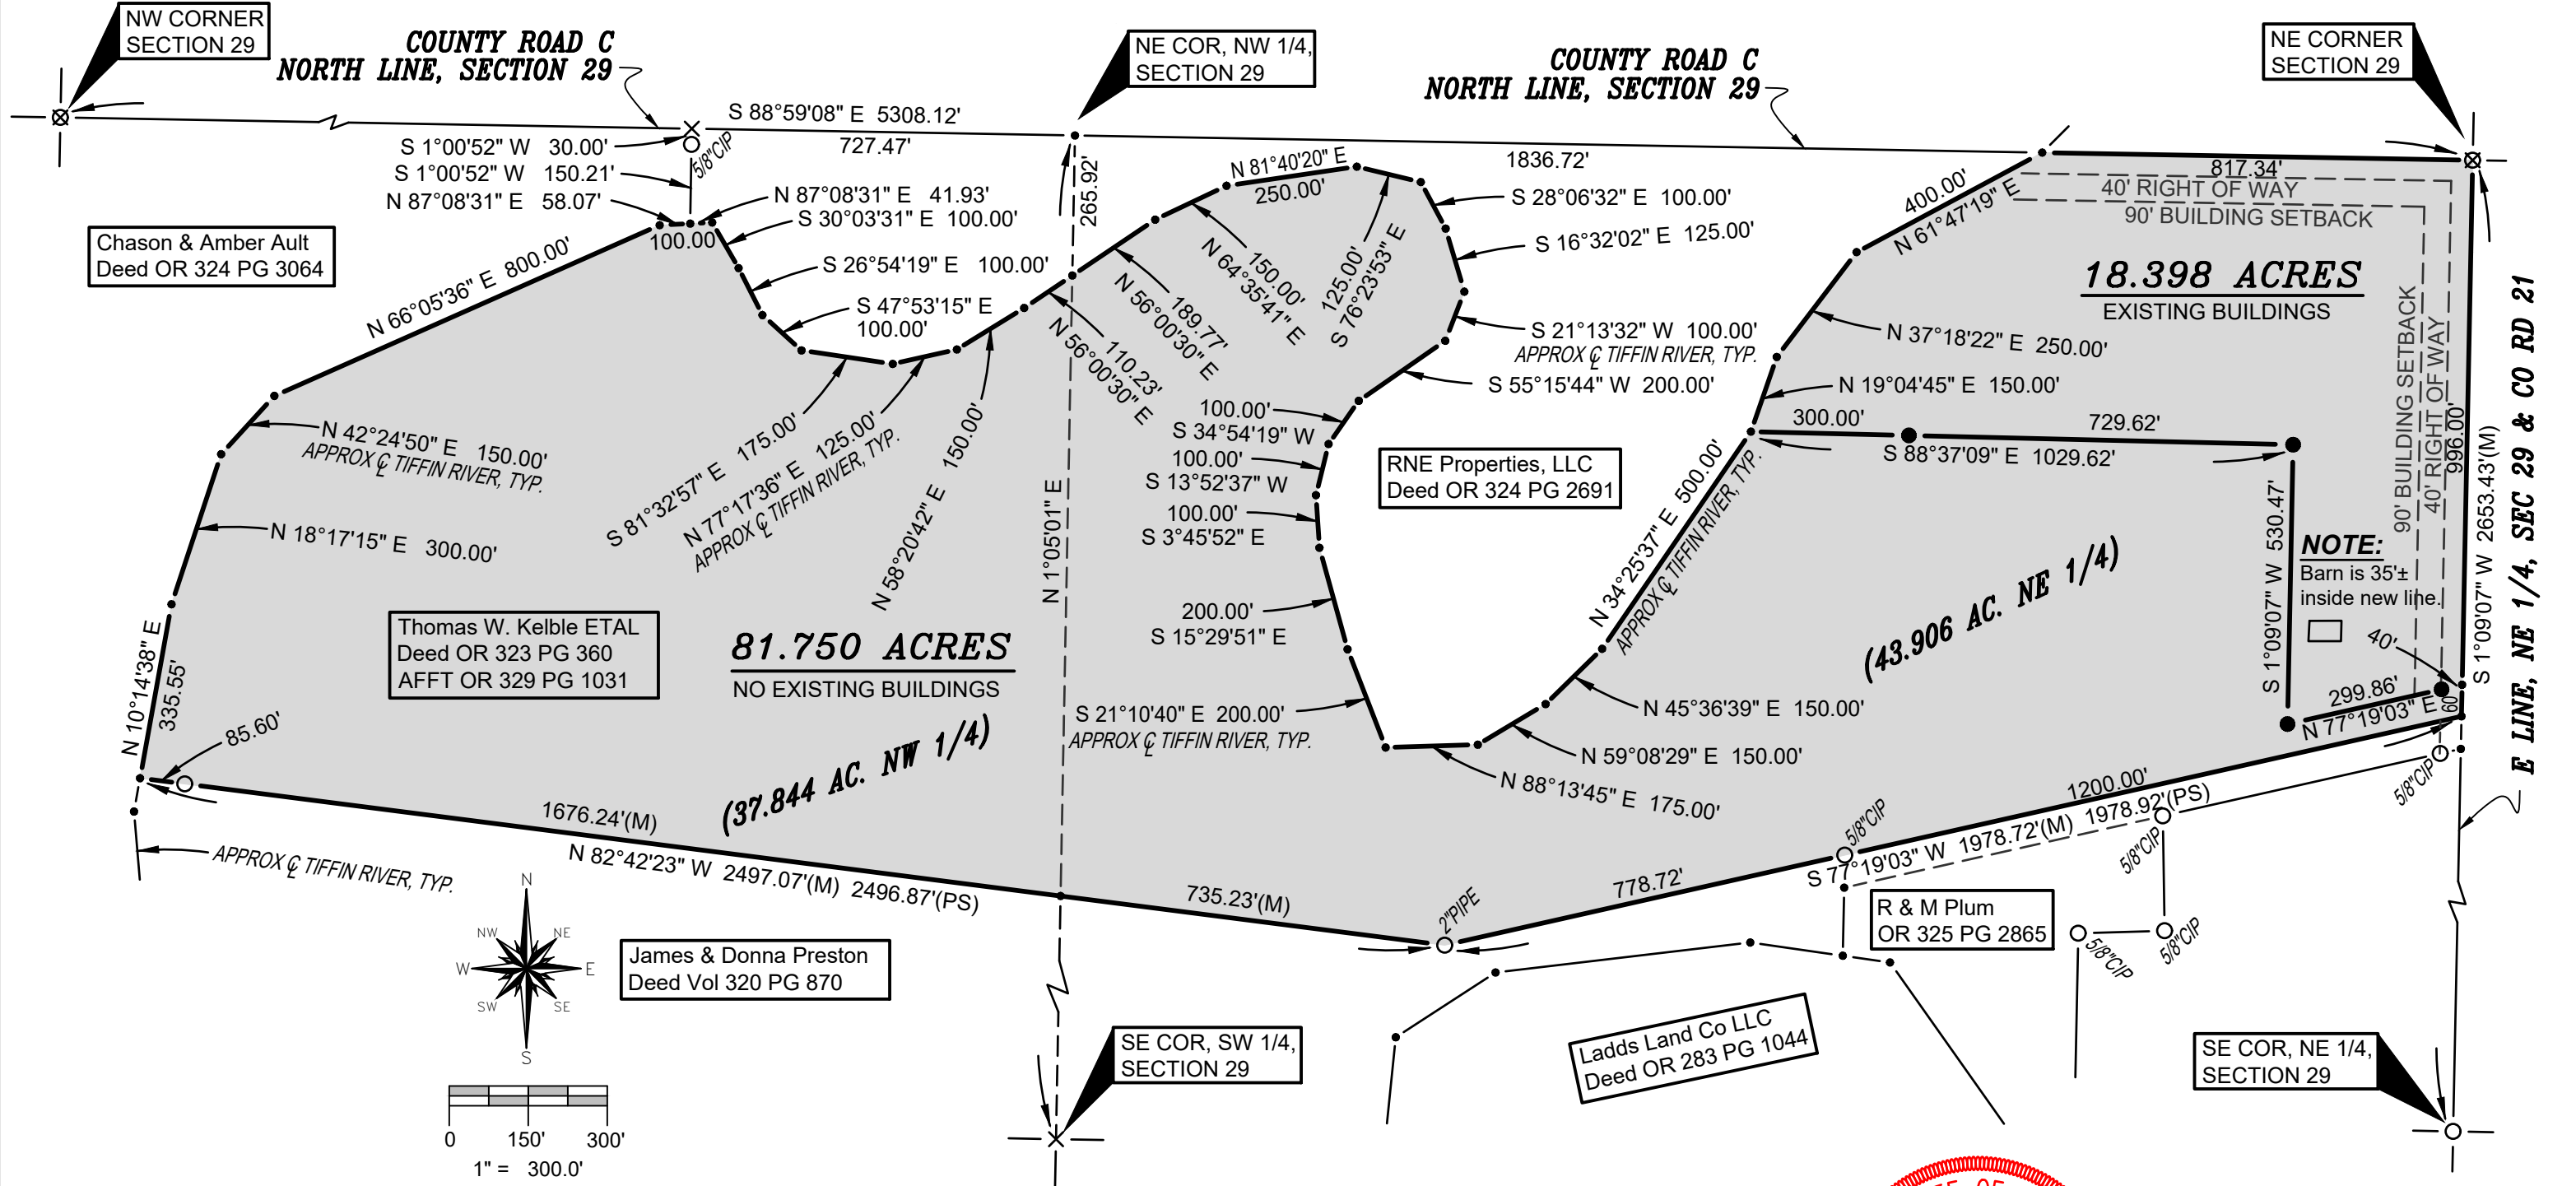 NW CORNER
SECTION 29
COUNTY ROAD C
NORTH LINE, SECTION 29
NE COR, NW 1/4,
SECTION 29
COUNTY ROAD C
NORTH LINE, SECTION 29
NE CORNER
SECTION 29
S 88°59'08" E 5308.12'
727.47'
1836.72'
817.34'
S 1°00'52" W 30.00'
S 1°00'52" W 150.21'
N 87°08'31" E 58.07'
5/8"CIP
N 87°08'31" E 41.93'
S 30°03'31" E 100.00'
100.00
S 26°54'19" E 100.00'
S 47°53'15" E
100.00'
265.92'
N 81°40'20" E
250.00'
S 28°06'32" E 100.00'
S 16°32'02" E 125.00'
S 21°13'32" W 100.00'
APPROX ℄ TIFFIN RIVER, TYP.
S 55°15'44" W 200.00'
400.00'
N 61°47'19" E
40' RIGHT OF WAY
90' BUILDING SETBACK
18.398 ACRES
EXISTING BUILDINGS
N 37°18'22" E 250.00'
N 19°04'45" E 150.00'
300.00'
729.62'
S 88°37'09" E 1029.62'
90' BUILDING SETBACK
40' RIGHT OF WAY
996.00'
S 1°09'07" W 2653.43'(M)
E LINE, NE 1/4, SEC 29 & CO RD 21
Chason & Amber Ault
Deed OR 324 PG 3064
N 66°05'36" E 800.00'
N 42°24'50" E 150.00'
APPROX ℄ TIFFIN RIVER, TYP.
N 18°17'15" E 300.00'
N 10°14'38" E
335.55'
85.60'
S 81°32'57" E 175.00'
N 77°17'36" E 125.00'
APPROX ℄ TIFFIN RIVER, TYP.
N 58°20'42" E 150.00'
N 1°05'01" E
110.23'
N 56°00'30" E
189.77'
N 56°00'30" E
150.00'
N 64°35'41" E
125.00'
S 76°23'53" E
100.00'
S 34°54'19" W
100.00'
S 13°52'37" W
100.00'
S 3°45'52" E
200.00'
S 15°29'51" E
S 21°10'40" E 200.00'
APPROX ℄ TIFFIN RIVER, TYP.
RNE Properties, LLC
Deed OR 324 PG 2691
N 34°25'37" E 500.00'
APPROX ℄ TIFFIN RIVER, TYP.
(43.906 AC. NE 1/4)
S 1°09'07" W 530.47'
NOTE:
Barn is 35'±
inside new line.
40'
299.86'
N 77°19'03" E
60'
Thomas W. Kelble ETAL
Deed OR 323 PG 360
AFFT OR 329 PG 1031
81.750 ACRES
NO EXISTING BUILDINGS
(37.844 AC. NW 1/4)
N 45°36'39" E 150.00'
N 59°08'29" E 150.00'
N 88°13'45" E 175.00'
1676.24'(M)
N 82°42'23" W 2497.07'(M) 2496.87'(PS)
735.23'(M)
2"PIPE
778.72'
5/8"CIP
1200.00'
S 77°19'03" W 1978.72'(M) 1978.92'(PS)
5/8"CIP
5/8"CIP
5/8"CIP
5/8"CIP
APPROX ℄ TIFFIN RIVER, TYP.
N
NW
NE
W
E
SW
SE
S
James & Donna Preston
Deed Vol 320 PG 870
R & M Plum
OR 325 PG 2865
SE COR, SW 1/4,
SECTION 29
Ladds Land Co LLC
Deed OR 283 PG 1044
SE COR, NE 1/4,
SECTION 29
0 150' 300'
1" = 300.0'